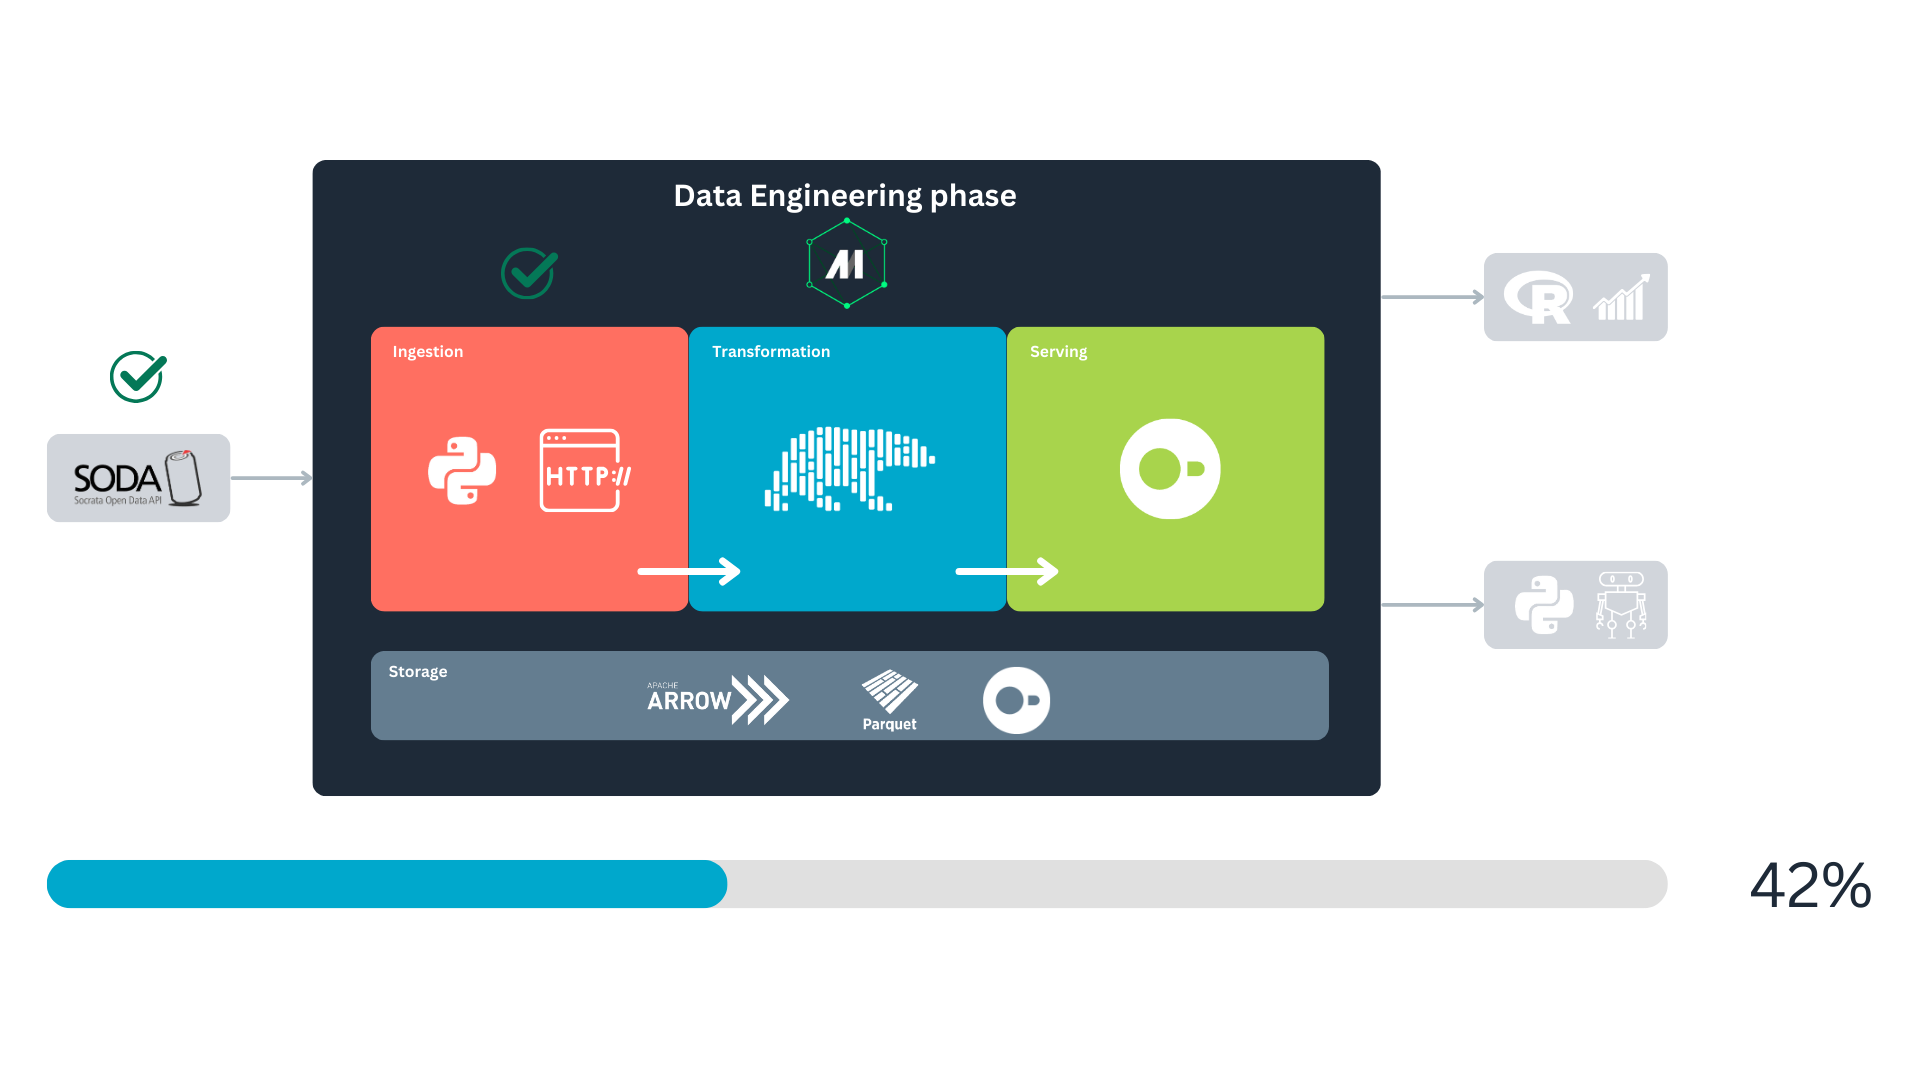 Data Engineering phase
Ingestion
Transformation
Serving
SODA
Socrata Open Data API
HTTP://
R
Storage
APACHE
ARROW
Parquet
42%